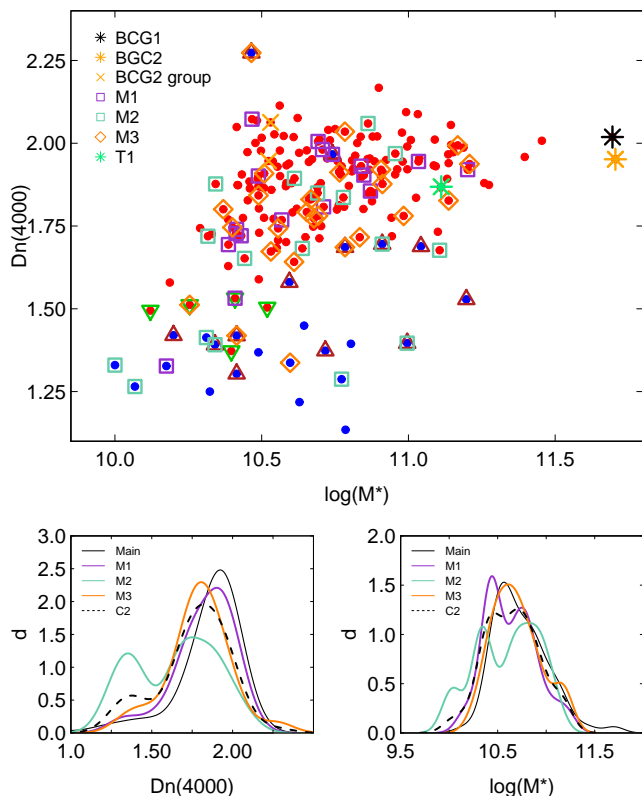 BCG1
BGC2
BCG2 group
M1
M2
M3
T1
2.25
2.00
1.75
1.50
1.25
Dn(4000)
10.0 10.5 11.0 11.5
log(M*)
3.0
2.5
2.0
1.5
1.0
0.5
0.0
d
Main
M1
M2
M3
C2
1.0 1.50 2.00
Dn(4000)
2.0
1.5
1.0
0.5
0.0
d
Main
M1
M2
M3
C2
9.5 10.5 11.5
log(M*)